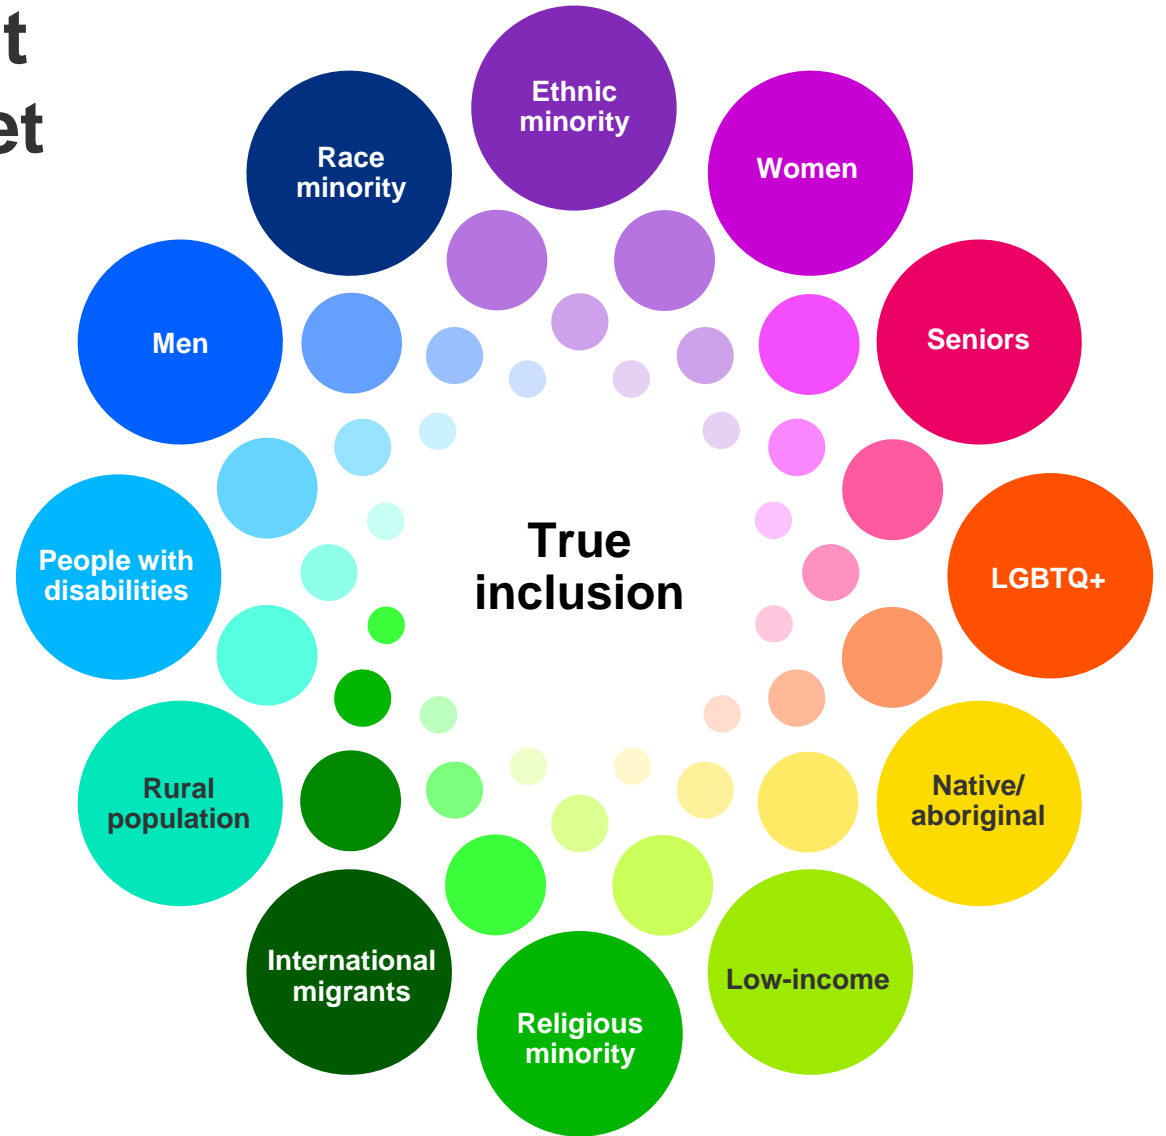 t
et
Ethnic
minority
Women
Seniors
LGBTQ+
Native/
aboriginal
Low-income
Religious
minority
International
migrants
Rural
population
People with
disabilities
Men
Race
minority
True
inclusion